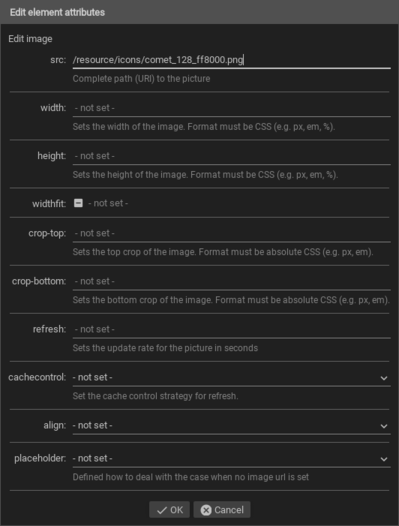 Edit element attributes
Edit image
src: /resource/icons/comet_128_ff8000.png
Complete path (URI) to the picture
width: - not set -
Sets the width of the image. Format must be CSS (e.g. px, em, %).
height: - not set -
Sets the height of the image. Format must be CSS (e.g. px, em, %).
widthfit: - not set -
crop-top: - not set -
Sets the top crop of the image. Format must be absolute CSS (e.g. px, em).
crop-bottom: - not set -
Sets the bottom crop of the image. Format must be absolute CSS (e.g. px, em).
refresh: - not set -
Sets the update rate for the picture in seconds
cachecontrol: - not set -
Set the cache control strategy for refresh.
align: - not set -
placeholder: - not set -
Defined how to deal with the case when no image url is set
OK Cancel